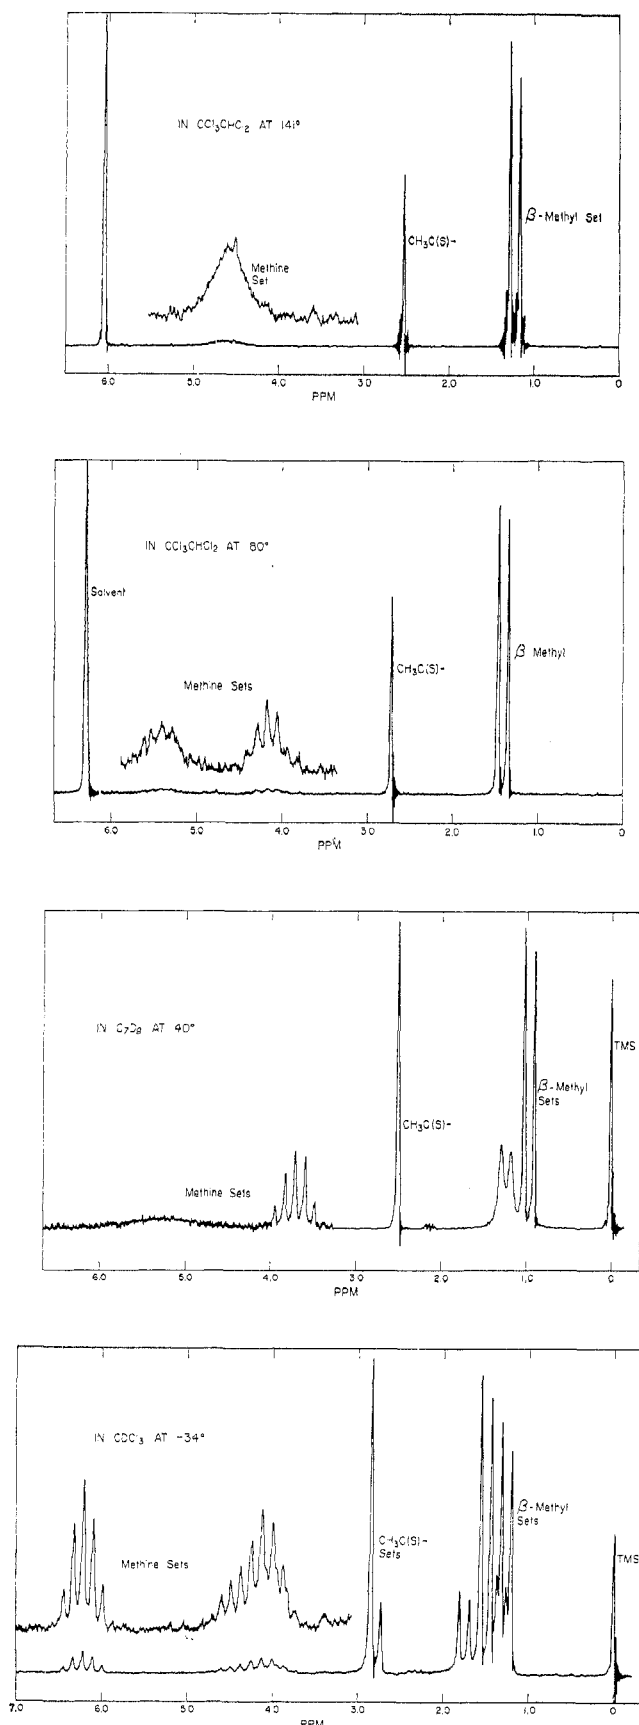 IN CCl3CHCl2 AT 141°
Methine
Set
CH3C(S)-
β-Methyl Set
6.0 5.0 4.0 3.0 2.0 1.0 0
PPM
IN CCl3CHCl2 AT 80°
Solvent
Methine Sets
CH3C(S)-
β Methyl
6.0 5.0 4.0 3.0 2.0 1.0 0
PPM
IN C7D8 AT 40°
TMS
β-Methyl
Sets
CH3C(S)-
Methine Sets
6.0 5.0 4.0 3.0 2.0 1.0 0
PPM
IN CDCl3 AT -34°
β-Methyl
Sets
CH3C(S)-
Sets
Methine Sets
TMS
7.0 6.0 5.0 4.0 3.0 2.0 1.0 0
PPM